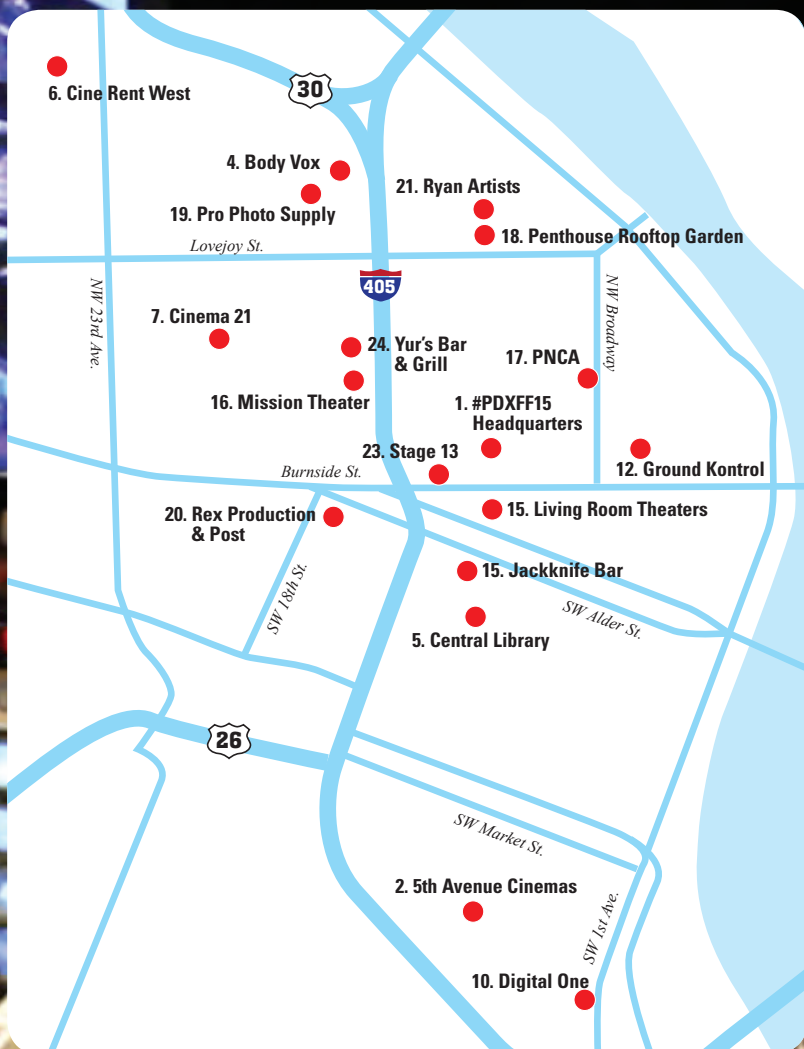 6. Cine Rent West
30
4. Body Vox
19. Pro Photo Supply
21. Ryan Artists
18. Penthouse Rooftop Garden
Lovejoy St.
405
NW 23rd Ave.
NW Broadway
7. Cinema 21
24. Yur's Bar
& Grill
16. Mission Theater
17. PNCA
1. #PDXFF15
Headquarters
23. Stage 13
12. Ground Kontrol
Burnside St.
20. Rex Production
& Post
15. Living Room Theaters
15. Jackknife Bar
SW 18th St.
SW Alder St.
5. Central Library
26
SW Market St.
2. 5th Avenue Cinemas
SW 1st Ave.
10. Digital One